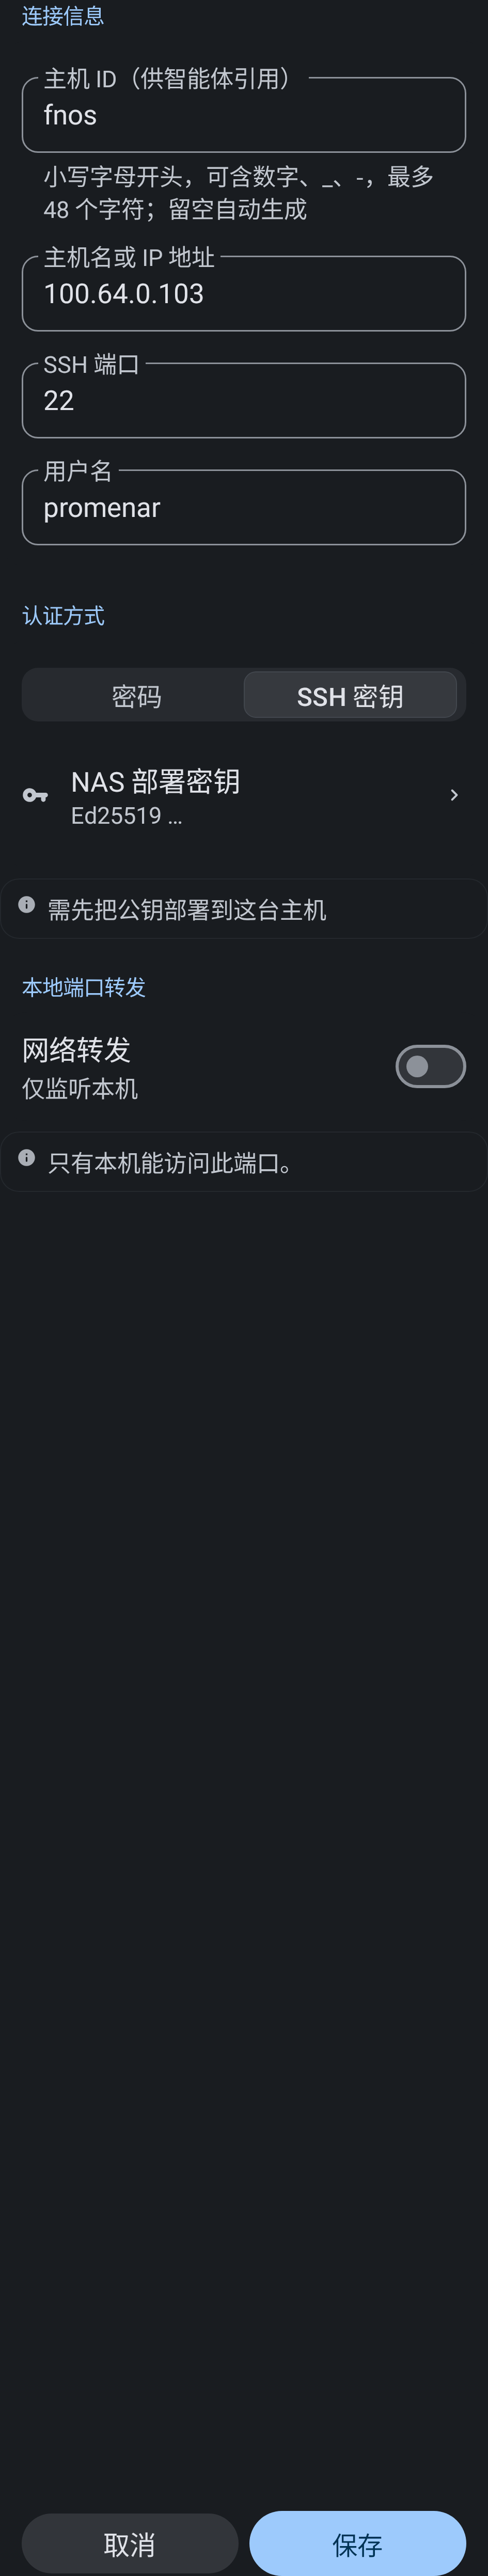 连接信息
主机 ID（供智能体引用）
fnos
小写字母开头，可含数字、_、-，最多
48 个字符；留空自动生成
主机名或 IP 地址
100.64.0.103
SSH 端口
22
用户名
promenar
认证方式
密码
SSH 密钥
NAS 部署密钥
Ed25519 ...
需先把公钥部署到这台主机
本地端口转发
网络转发
仅监听本机
只有本机能访问此端口。
取消
保存